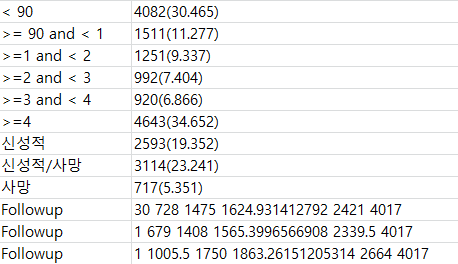 < 90 4082(30.465)
>= 90 and < 1 1511(11.277)
>=1 and < 2 1251(9.337)
>=2 and < 3 992(7.404)
>=3 and < 4 920(6.866)
>=4 4643(34.652)
신성적 2593(19.352)
신성적/사망 3114(23.241)
사망 717(5.351)
Followup 30 728 1475 1624.931412792 2421 4017
Followup 1 679 1408 1565.3996566908 2339.5 4017
Followup 1 1005.5 1750 1863.26151205314 2664 4017